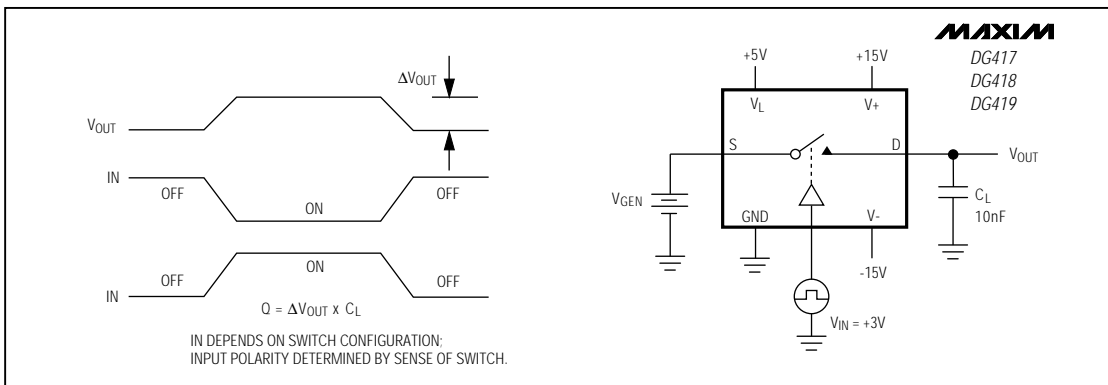 ΔVOUT
VOUT
IN
OFF
ON
OFF
IN
OFF
ON
OFF
Q = ΔVOUT x CL
IN DEPENDS ON SWITCH CONFIGURATION;
INPUT POLARITY DETERMINED BY SENSE OF SWITCH.
MAXIM
DG417
DG418
DG419
+5V
+15V
VL
V+
S
D
VOUT
VGEN
CL
10nF
GND
V-
-15V
VIN = +3V